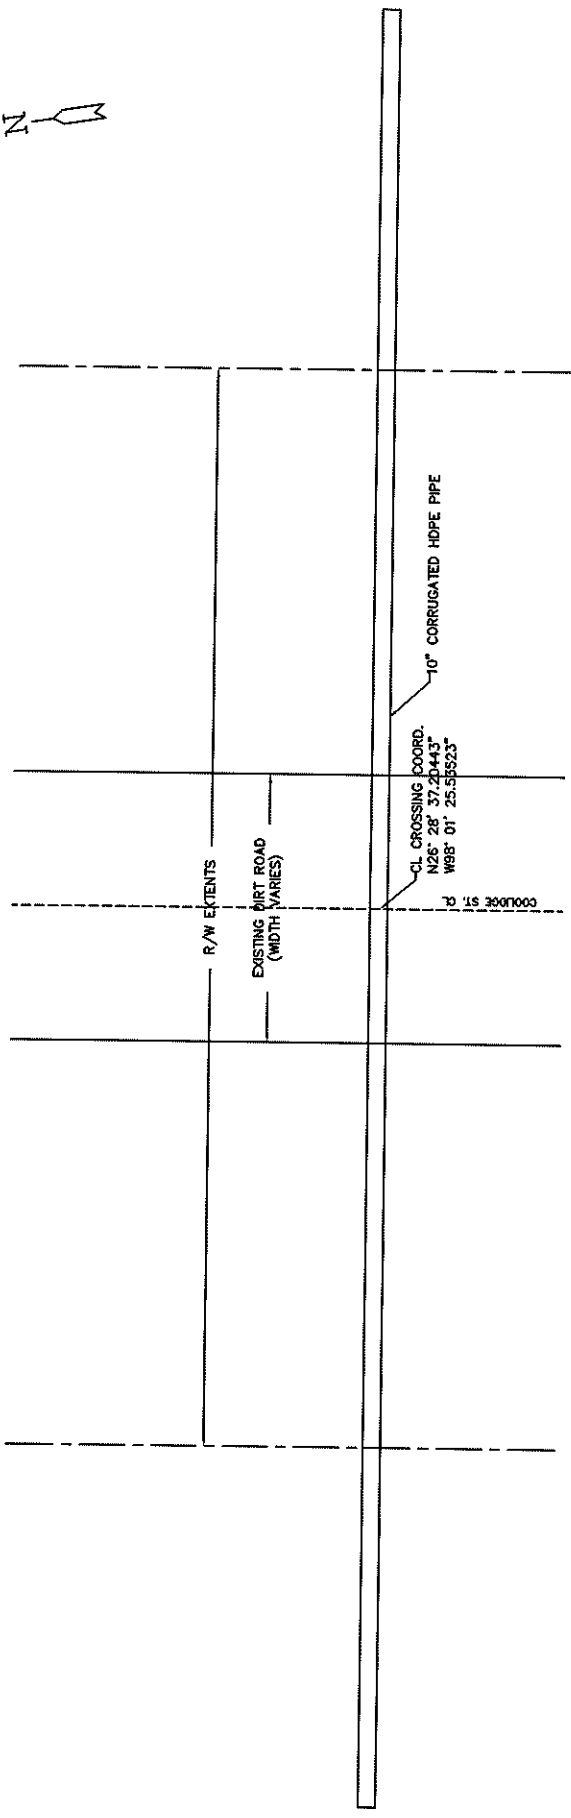 N
10" CORRUGATED HDPE PIPE
CL CROSSING COORD.
N26° 28' 37.20443"
W98° 01' 25.53523"
R/W EXTENTS
EXISTING DIRT ROAD
(WIDTH VARIES)
COOLIDGE ST. CL